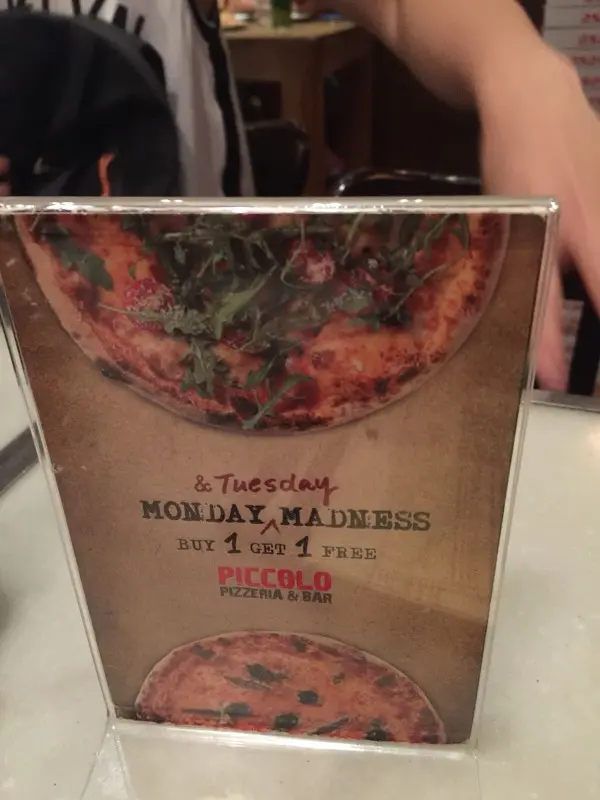 & Tuesday
MONDAY MADNESS
BUY 1 GET 1 FREE
PICCOLO
PIZZERIA & BAR